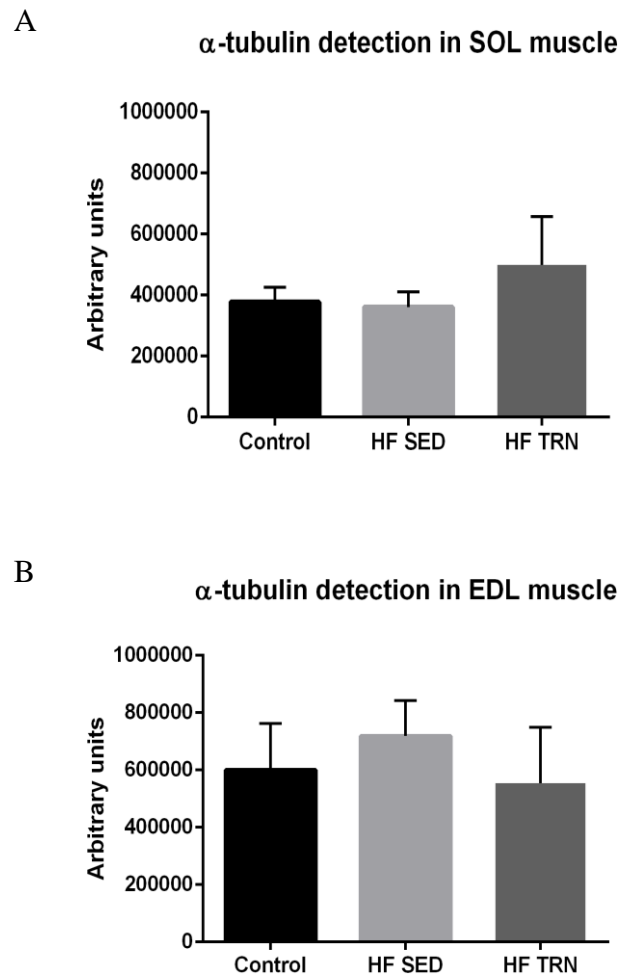 A
α-tubulin detection in SOL muscle
1000000
800000
600000
400000
200000
0
Arbitrary units
Control HF SED HF TRN
B
α-tubulin detection in EDL muscle
1000000
800000
600000
400000
200000
0
Arbitrary units
Control HF SED HF TRN